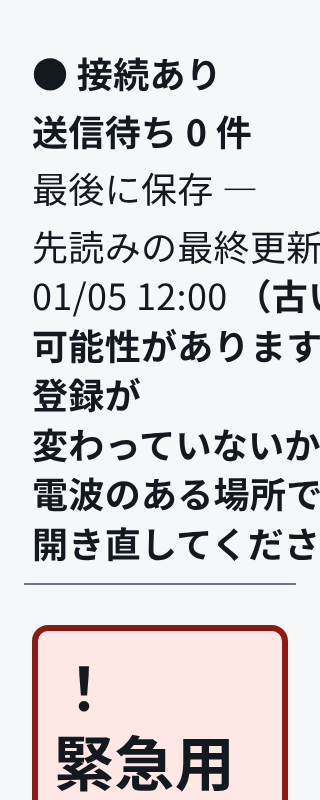 ● 接続あり
送信待ち 0 件
最後に保存 —
先読みの最終更新
01/05 12:00 （古い
可能性があります
登録が
変わっていないか
電波のある場所で
開き直してくださ
！
緊急用